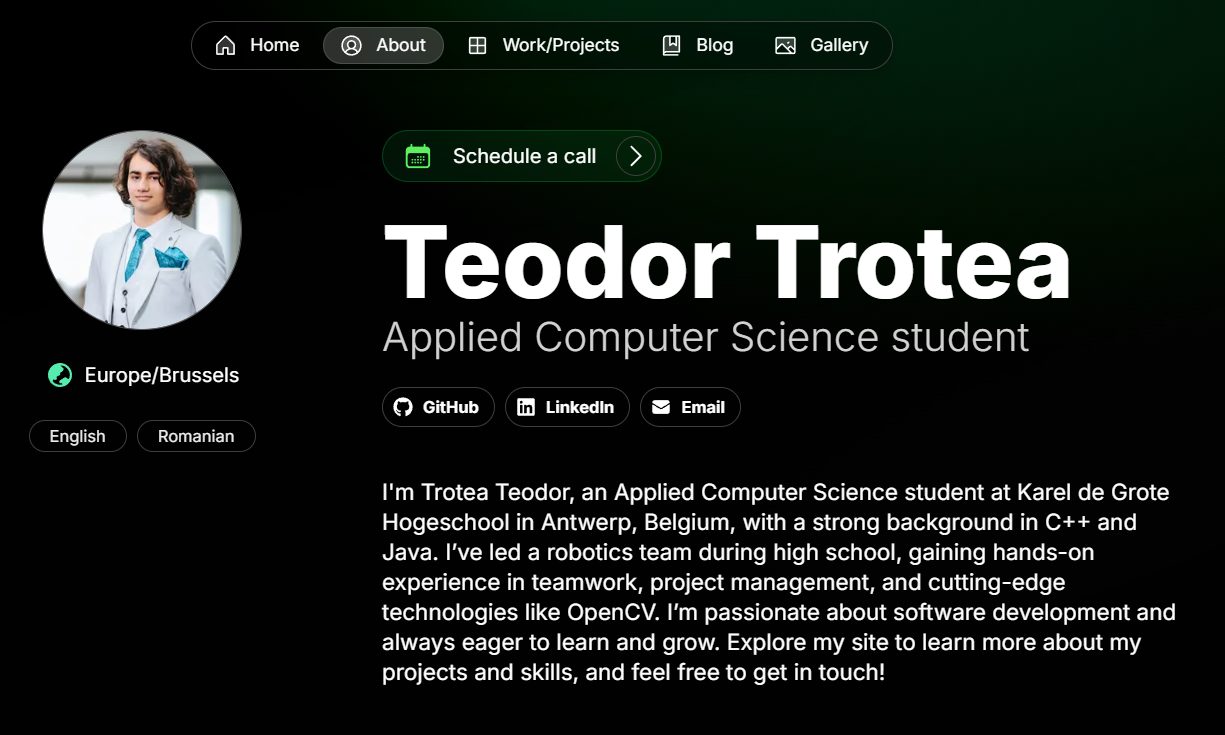 Home
About
Work/Projects
Blog
Gallery
Schedule a call
Teodor Trotea
Applied Computer Science student
Europe/Brussels
English
Romanian
GitHub
LinkedIn
Email
I'm Trotea Teodor, an Applied Computer Science student at Karel de Grote
Hogeschool in Antwerp, Belgium, with a strong background in C++ and
Java. I’ve led a robotics team during high school, gaining hands-on
experience in teamwork, project management, and cutting-edge
technologies like OpenCV. I’m passionate about software development and
always eager to learn and grow. Explore my site to learn more about my
projects and skills, and feel free to get in touch!